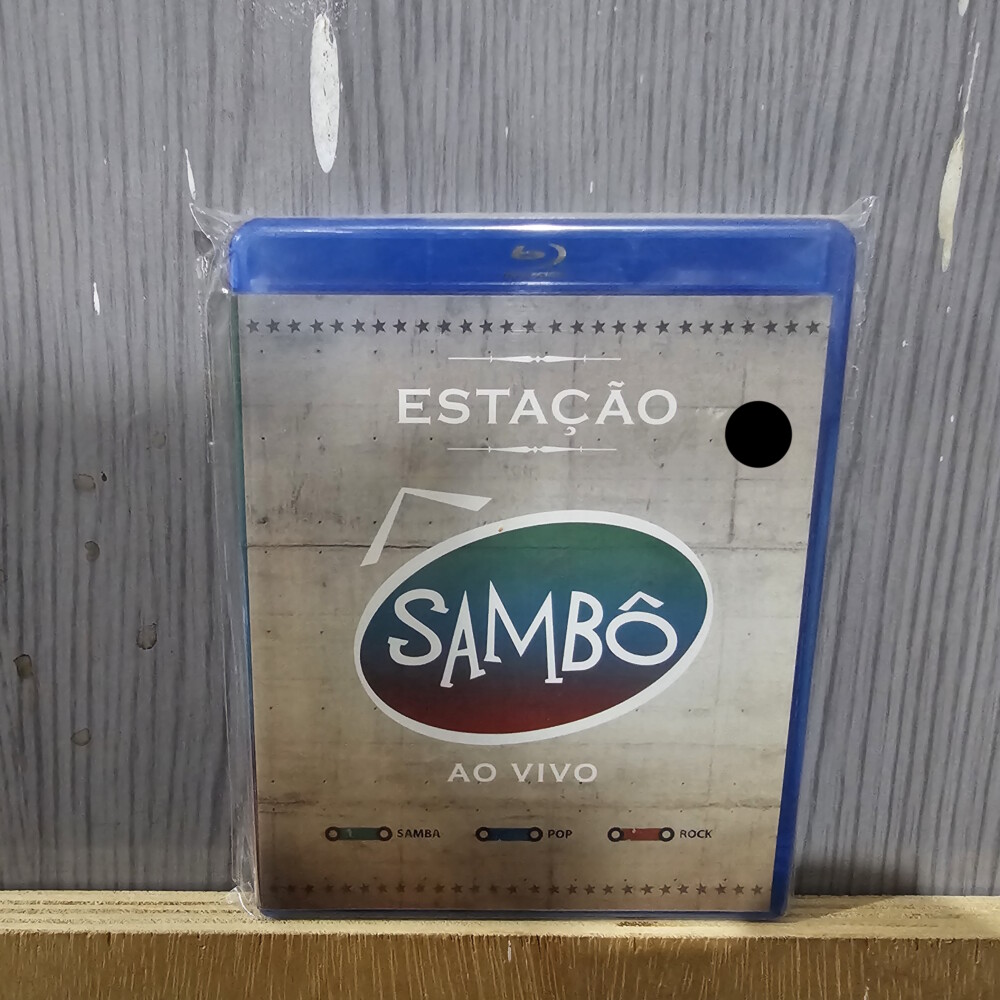 ESTAÇÃO
SAMBÔ
AO VIVO
SAMBA POP ROCK